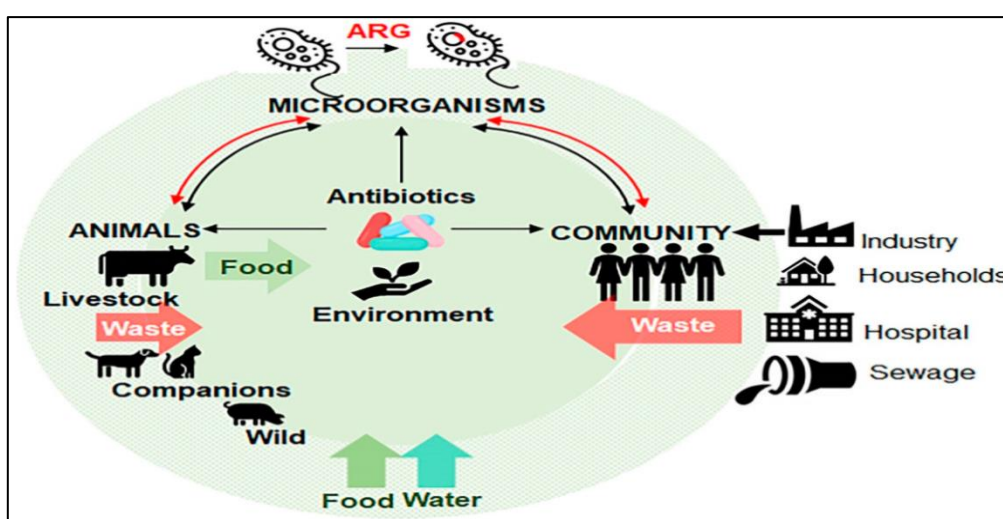 ARG
MICROORGANISMS
Antibiotics
ANIMALS
COMMUNITY
Industry
Food
Households
Livestock
Environment
Waste
Waste
Hospital
Sewage
Companions
Wild
Food Water